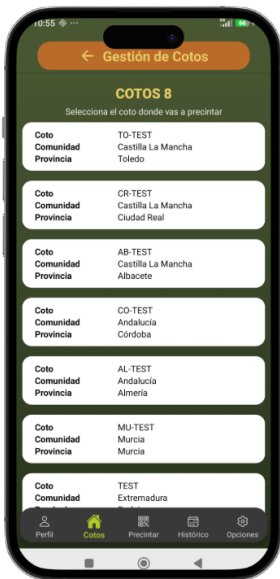 10:55
← Gestión de Cotos
COTOS 8
Selecciona el coto donde vas a precintar
Coto TO-TEST
Comunidad Castilla La Mancha
Provincia Toledo
Coto CR-TEST
Comunidad Castilla La Mancha
Provincia Ciudad Real
Coto AB-TEST
Comunidad Castilla La Mancha
Provincia Albacete
Coto CO-TEST
Comunidad Andalucía
Provincia Córdoba
Coto AL-TEST
Comunidad Andalucía
Provincia Almería
Coto MU-TEST
Comunidad Murcia
Provincia Murcia
Coto TEST
Comunidad Extremadura
Perfil Cotos Precintar Histórico Opciones